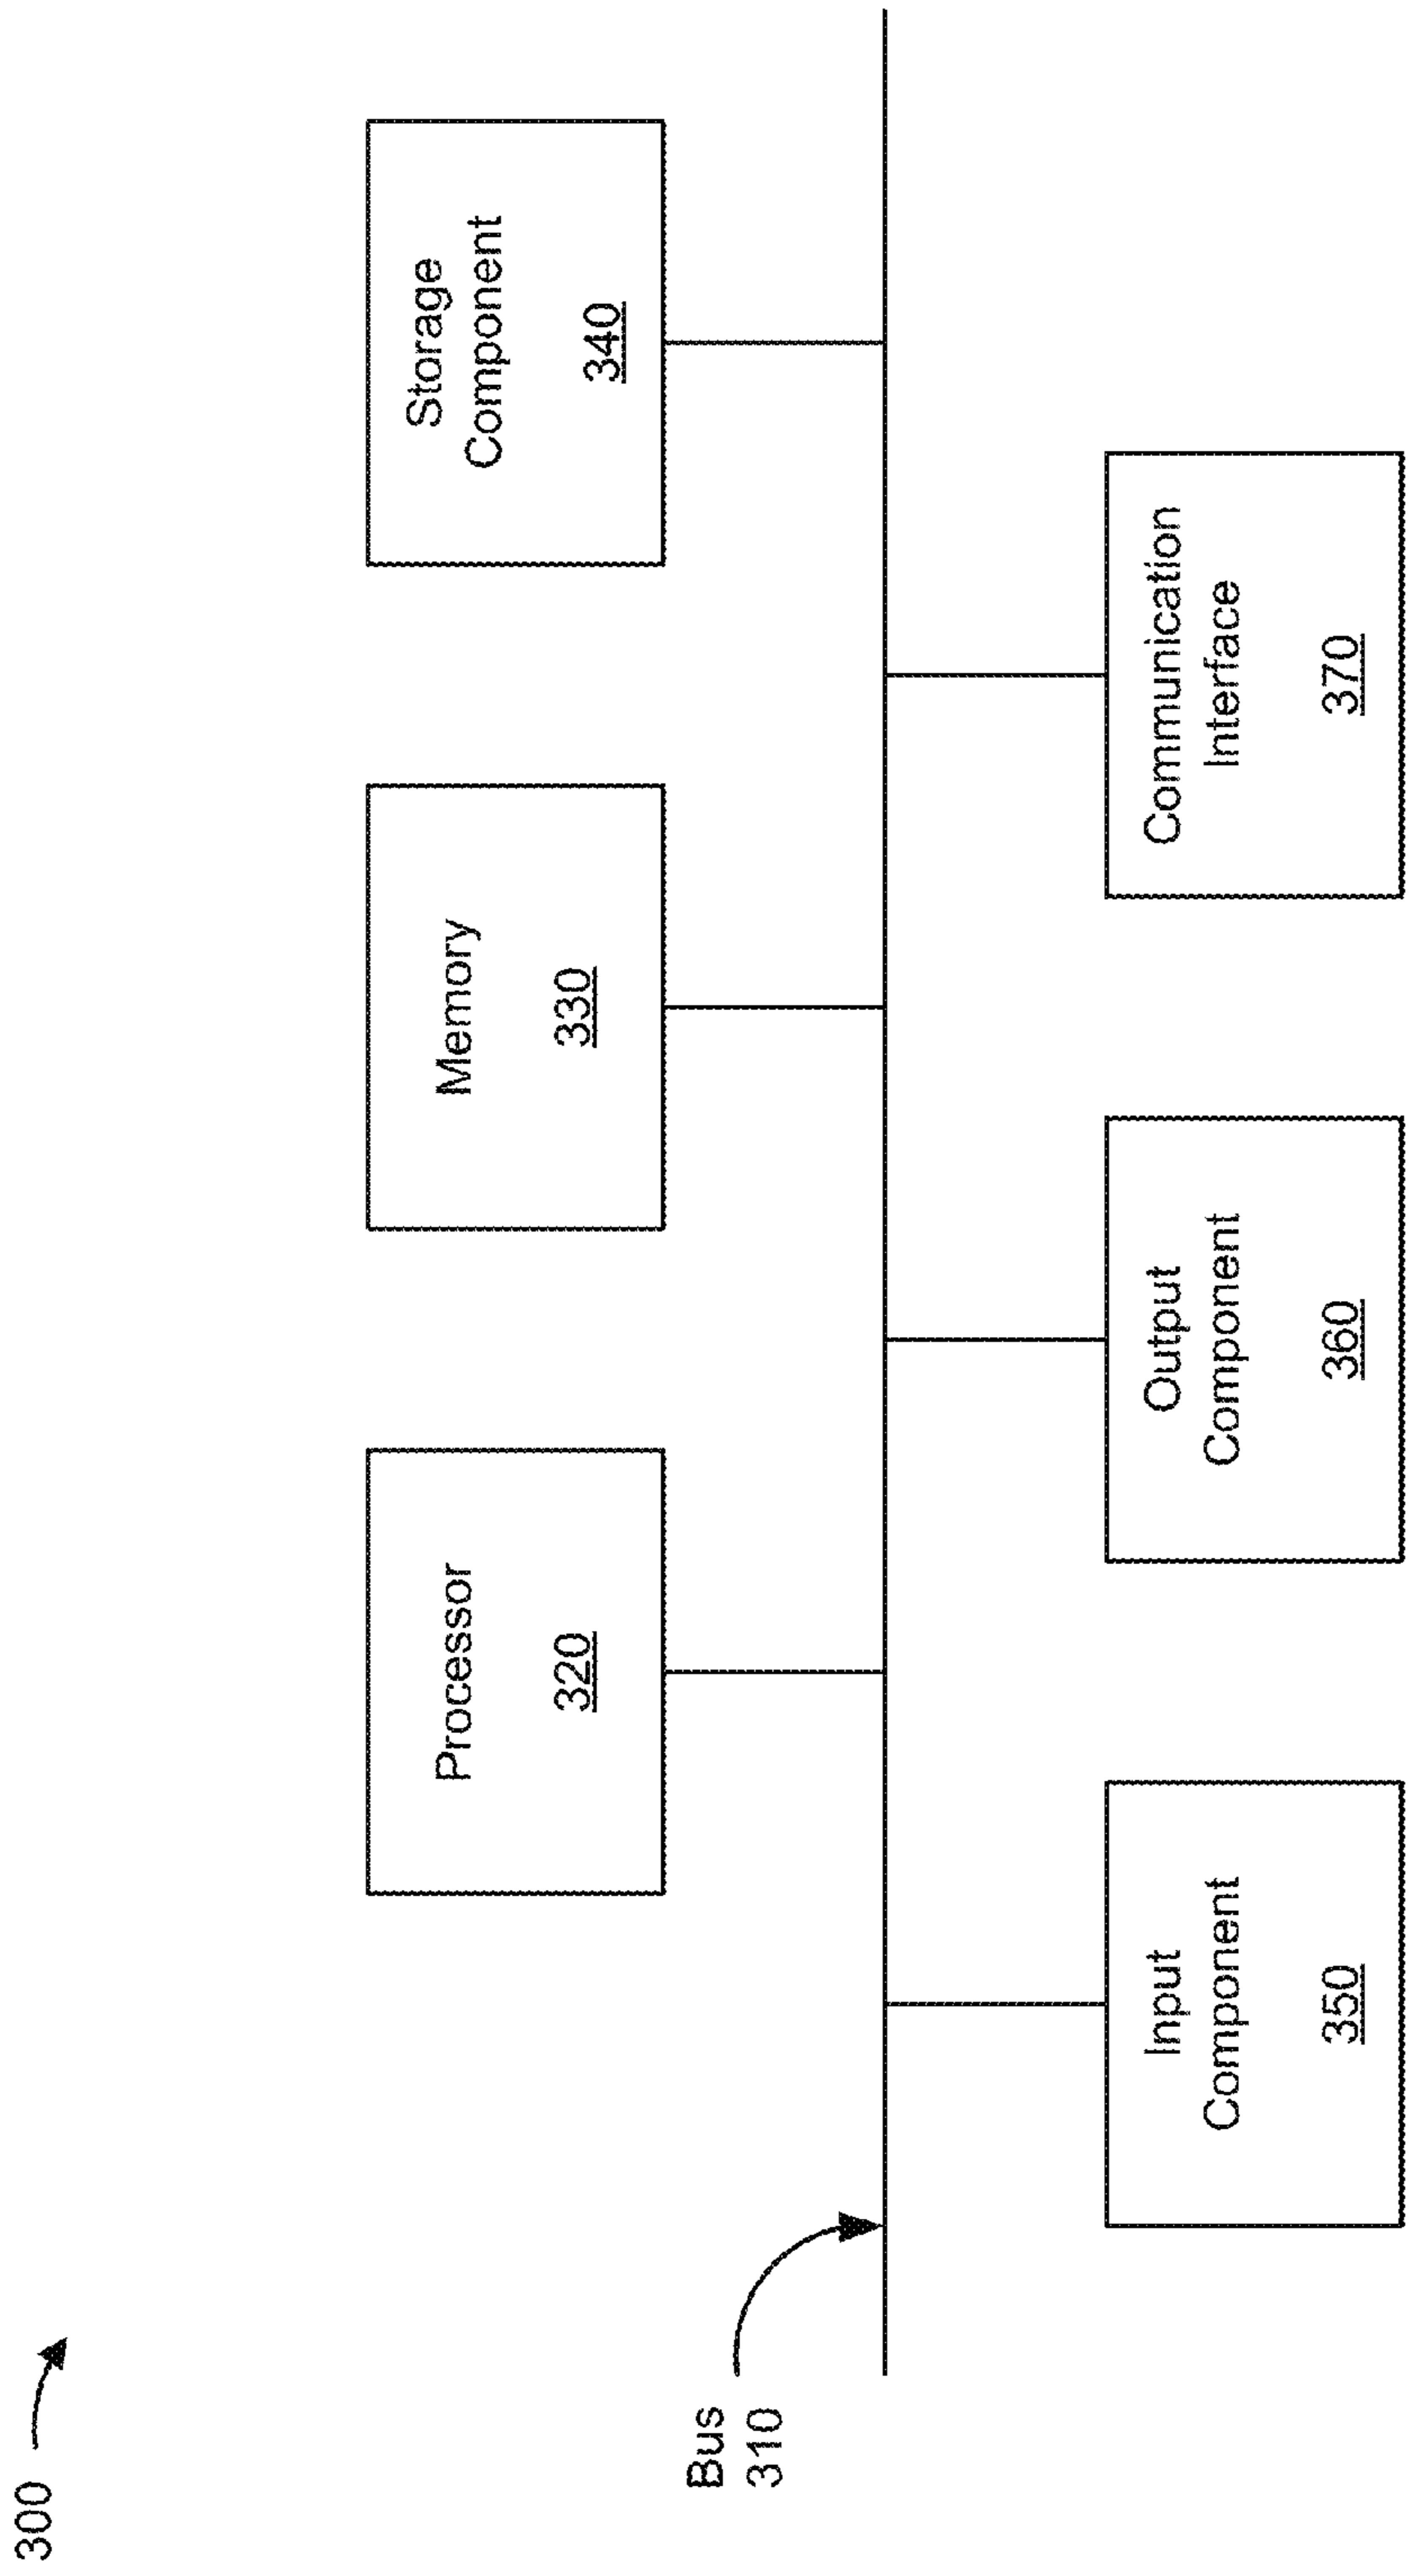 300
Processor
320
Memory
330
Storage
Component
340
Bus
310
Input
Component
350
Output
Component
360
Communication
Interface
370